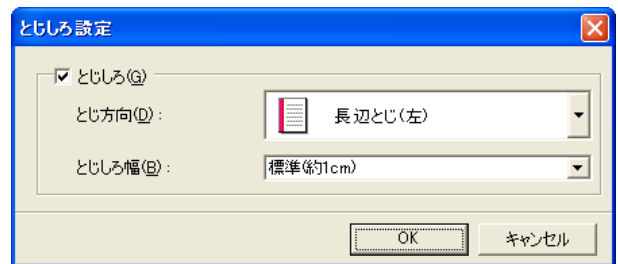 とじしろ設定
とじしろ(G)
とじ方向(D):
長辺とじ(左)
とじしろ幅(B):
標準(約1cm)
OK
キャンセル